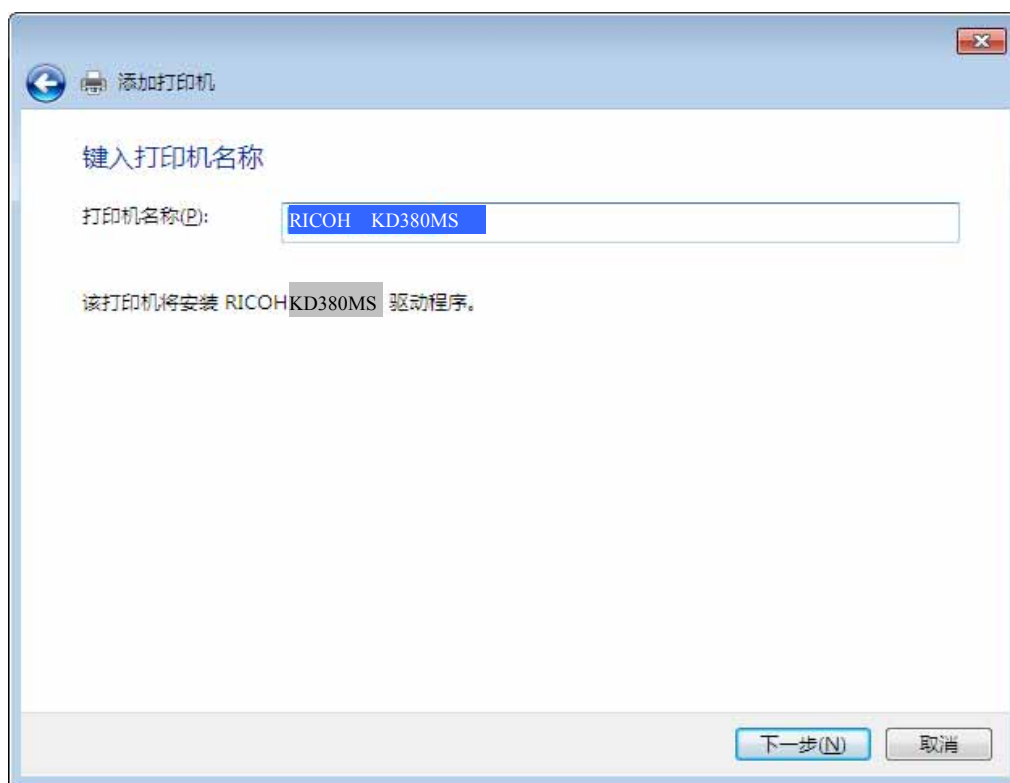 添加打印机
键入打印机名称
打印机名称(P): RICOH KD380MS
该打印机将安装 RICOHKD380MS 驱动程序。
下一步(N) 取消